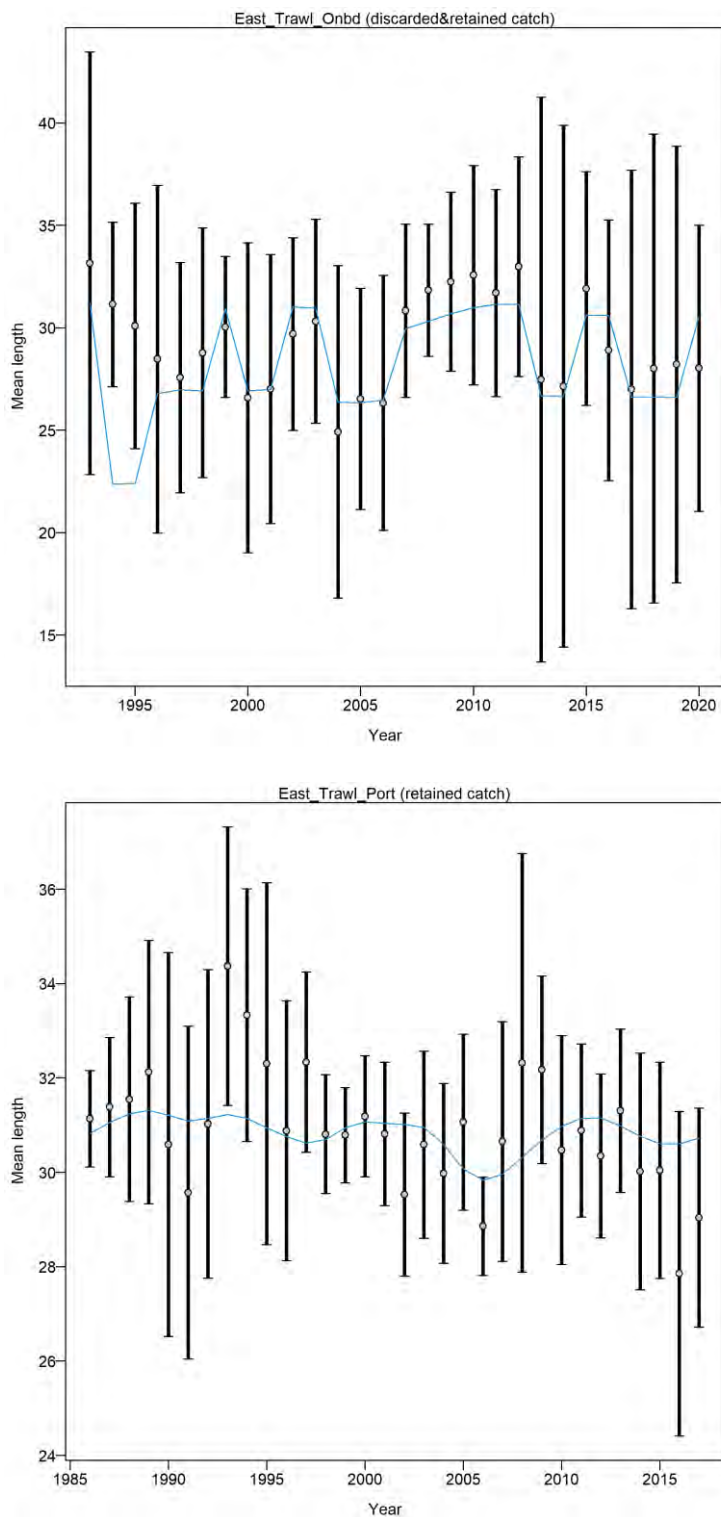 East_Trawl_Onbd (discarded&retained catch)
Mean length
40
35
30
25
20
15
1995 2000 2005 2010 2015 2020
Year
East_Trawl_Port (retained catch)
Mean length
36
34
32
30
28
26
24
1985 1990 1995 2000 2005 2010 2015
Year